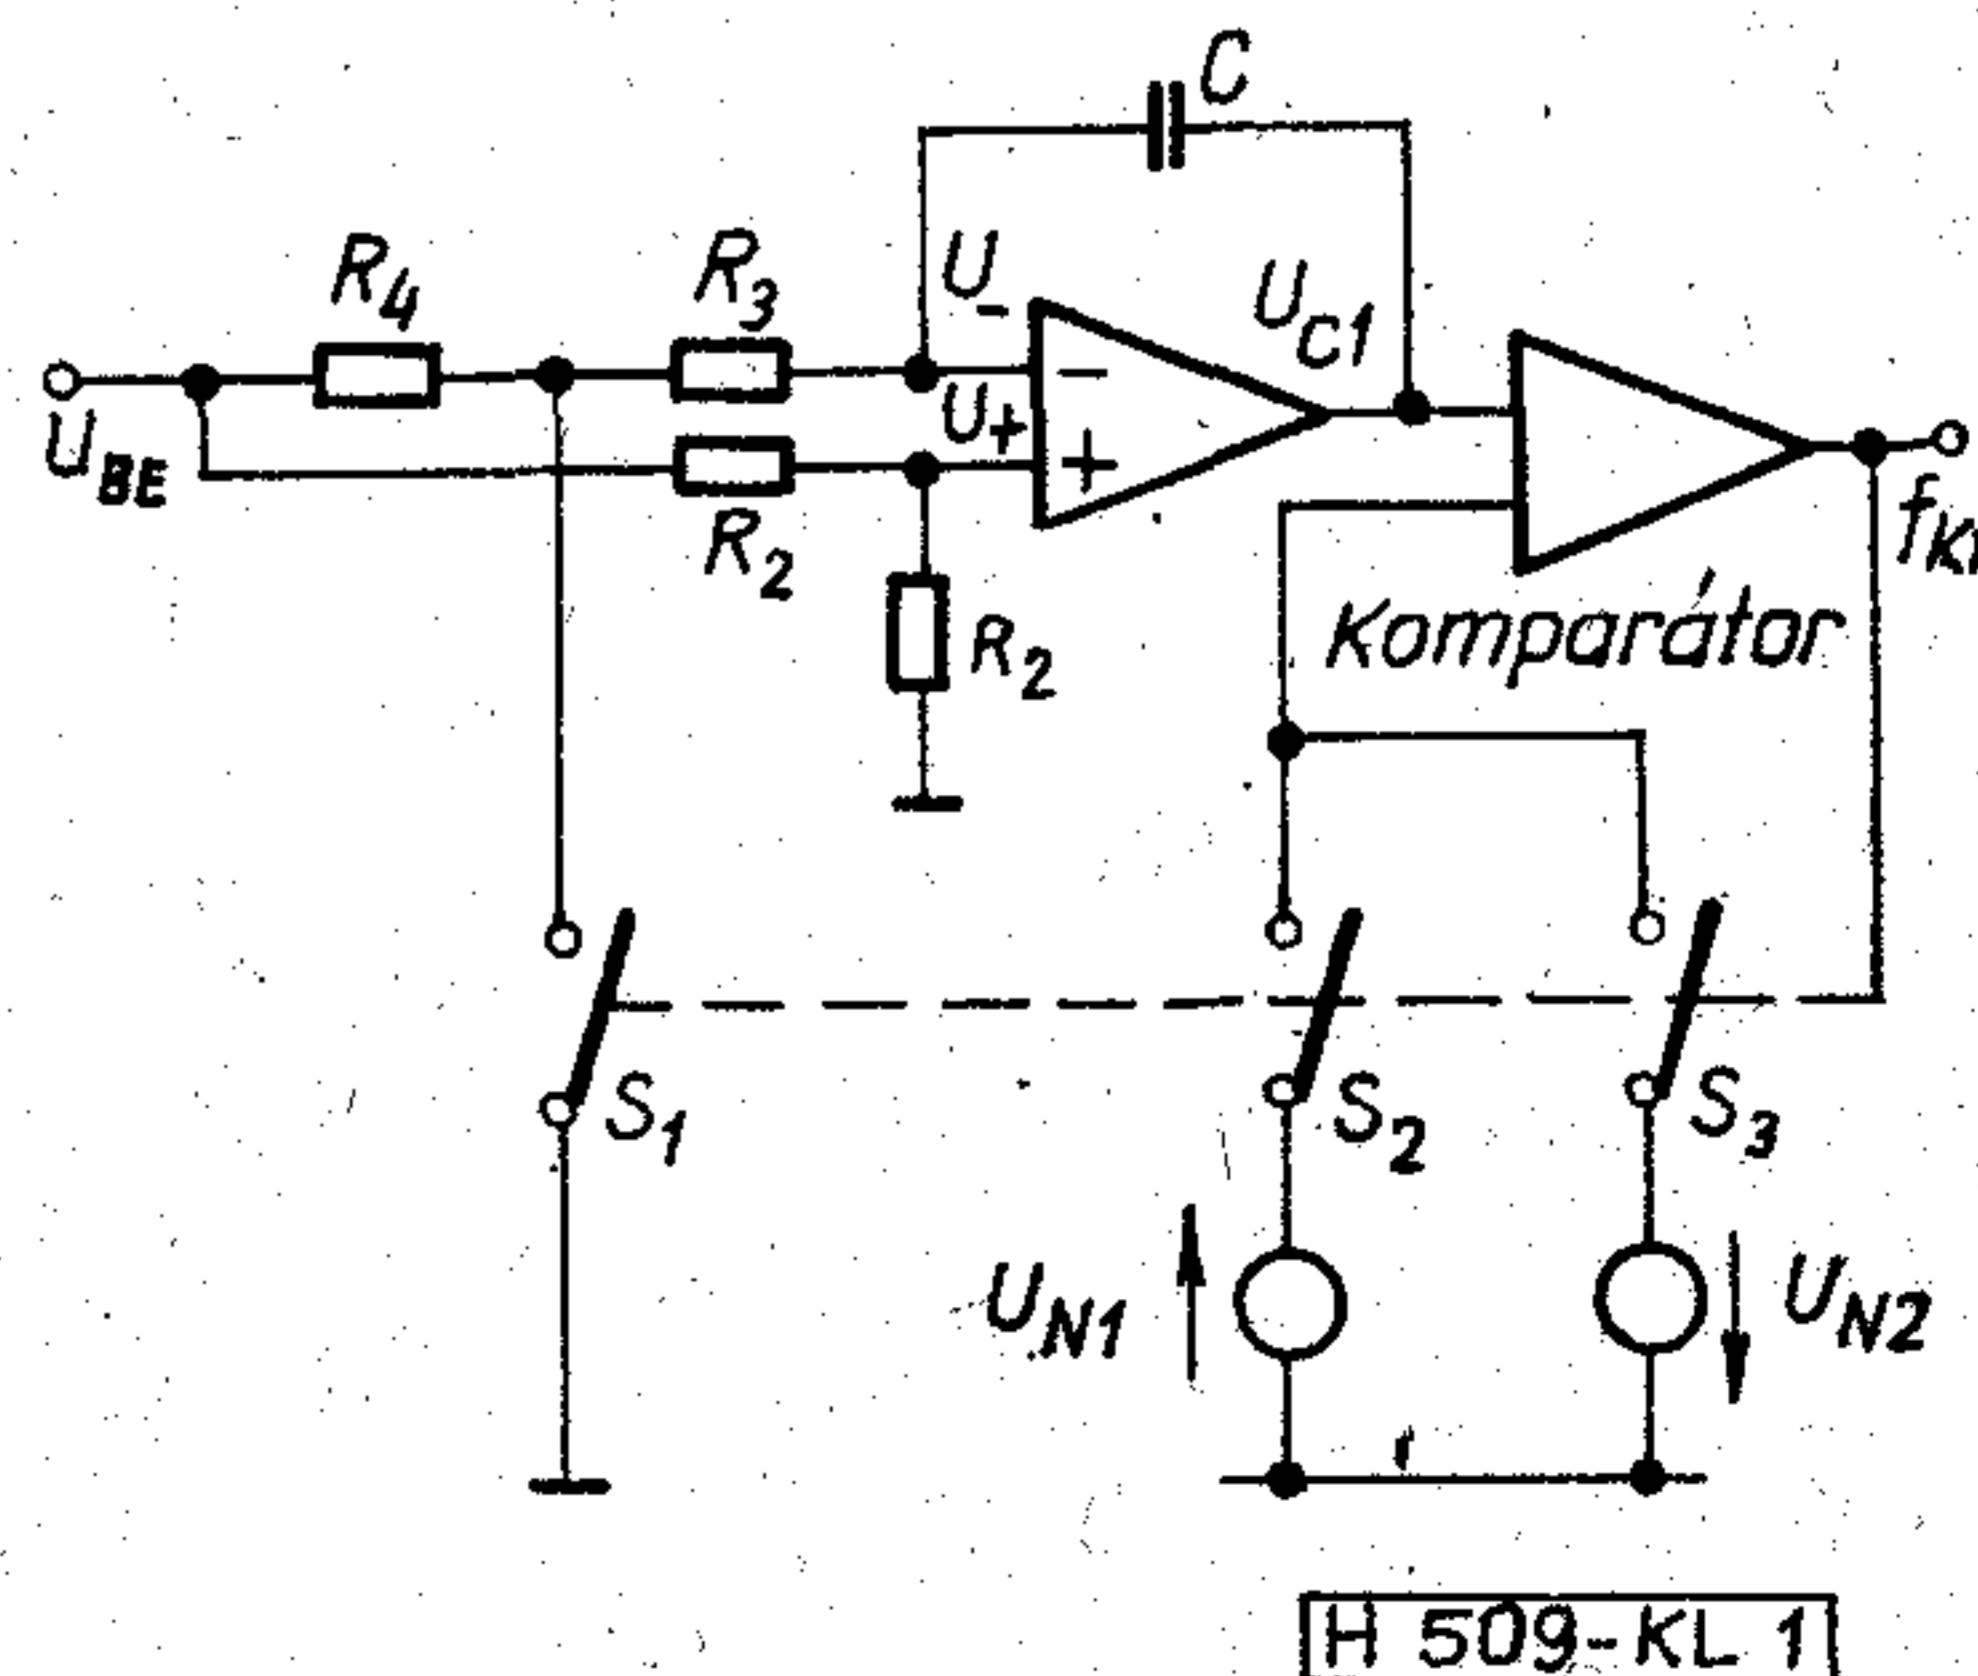 C
R4
R3
U-
UC1
UBE
U+
R2
R2
Komparátor
S1
S2
S3
UN1
UN2
H 509-KL 1